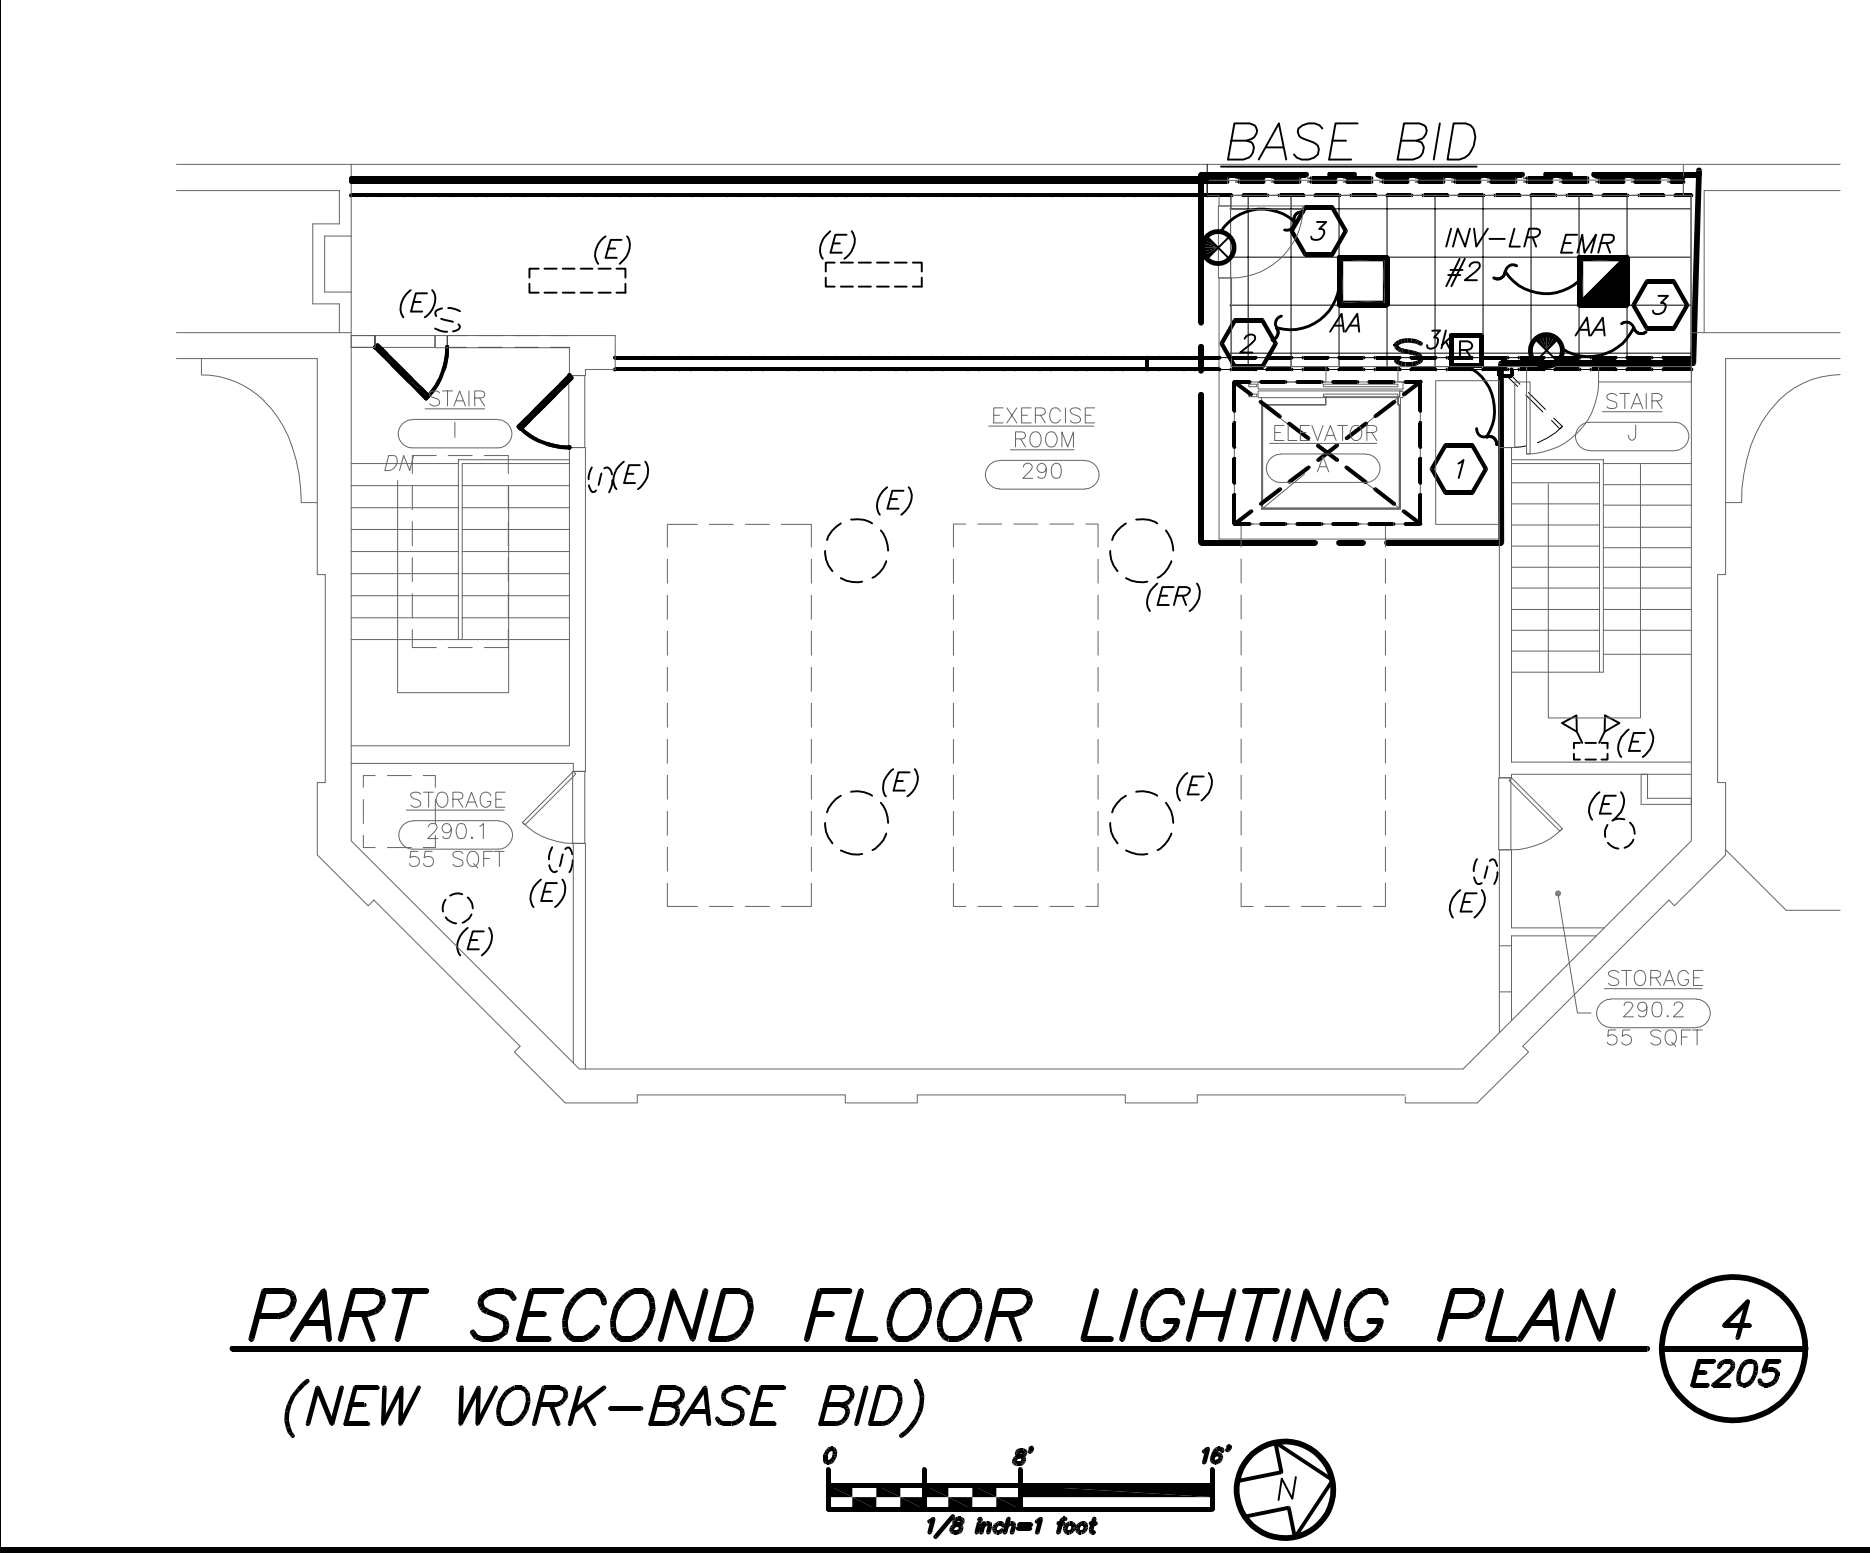 BASE BID
(E)
(E)
3
INV-LR
#2
EMR
(E)
S
3
AA
AA
2
S
3k
R
STAIR
I
EXERCISE
ROOM
290
ELEVATOR
A
STAIR
J
DN
S
(E)
1
(E)
(ER)
(E)
(E)
(E)
(E)
STORAGE
290.1
55 SQFT
S
(E)
S
(E)
(E)
STORAGE
290.2
55 SQFT
PART SECOND FLOOR LIGHTING PLAN
4
E205
(NEW WORK-BASE BID)
0 8' 16'
1/8 inch=1 foot
N